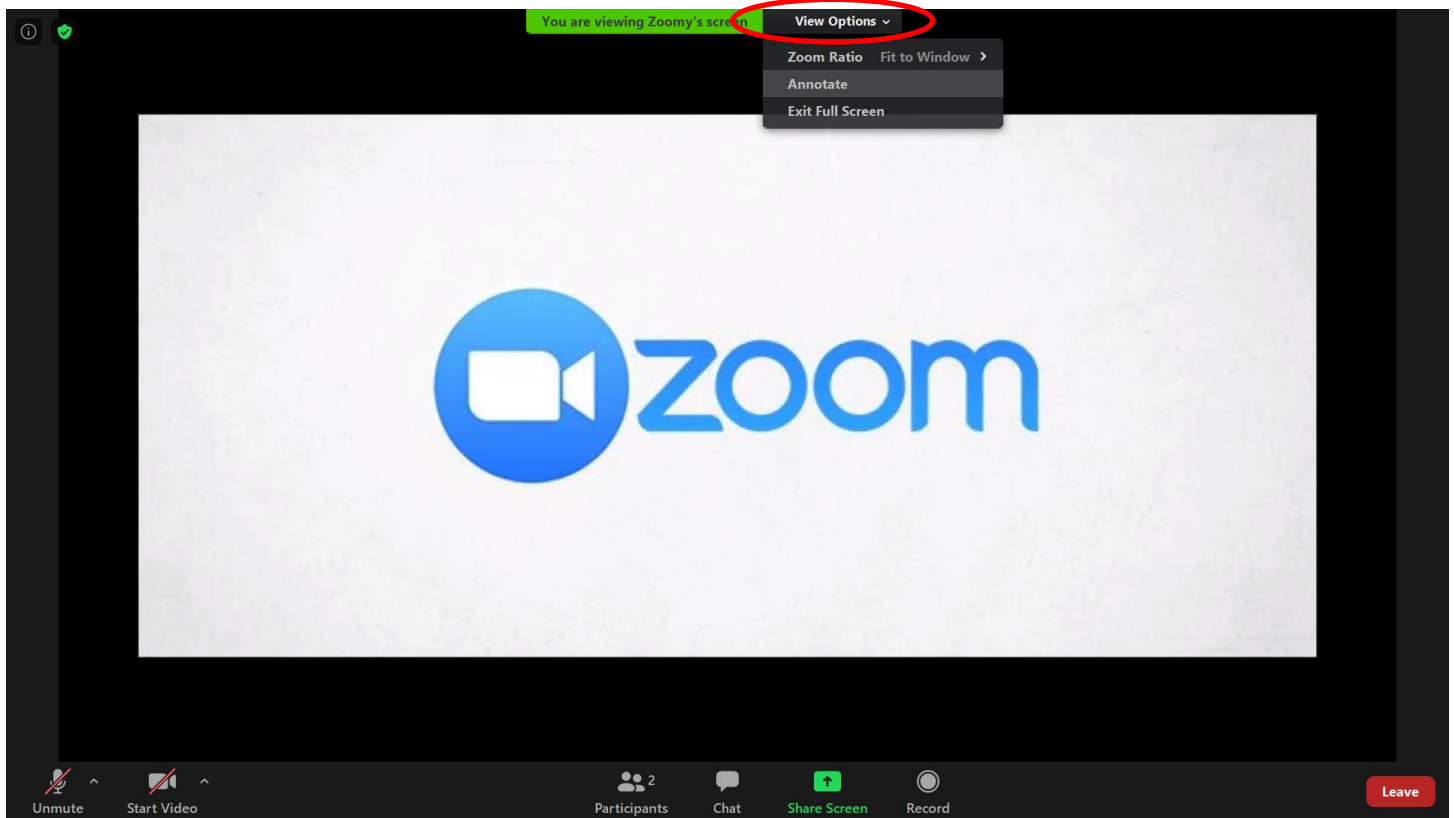 You are viewing Zoomy's screen View Options
Zoom Ratio Fit to Window
Annotate
Exit Full Screen
zoom
2
Unmute Start Video Participants Chat Share Screen Record Leave